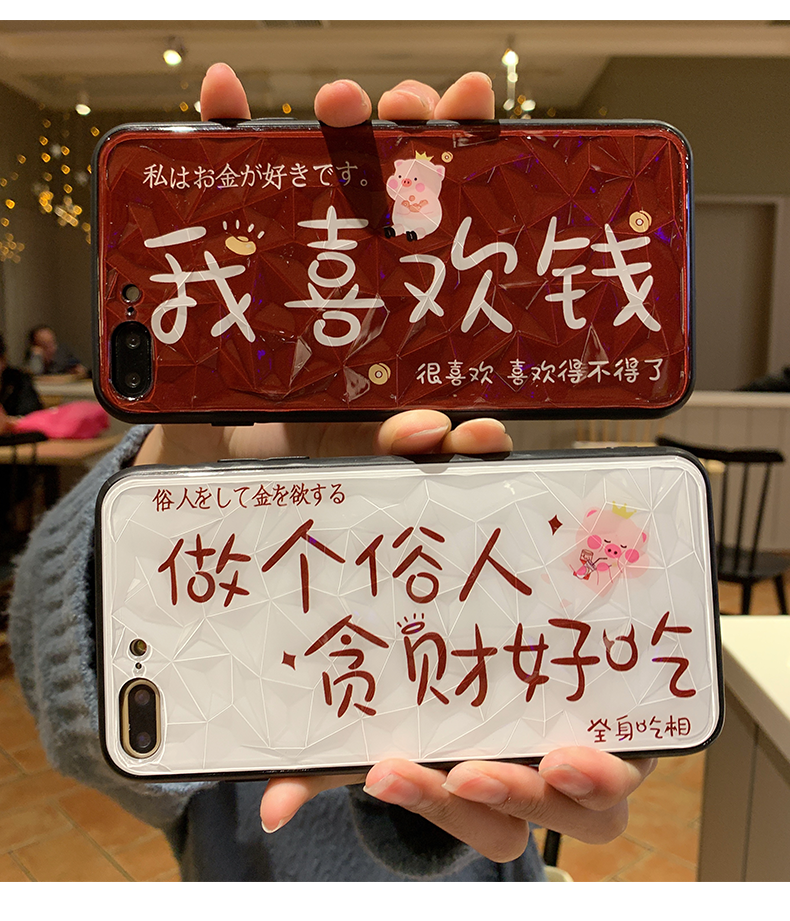 私はお金が好きです。
我喜欢钱
很喜欢 喜欢得不得了
俗人をして金を欲する
做个俗人
贪财好吃
全身吃相